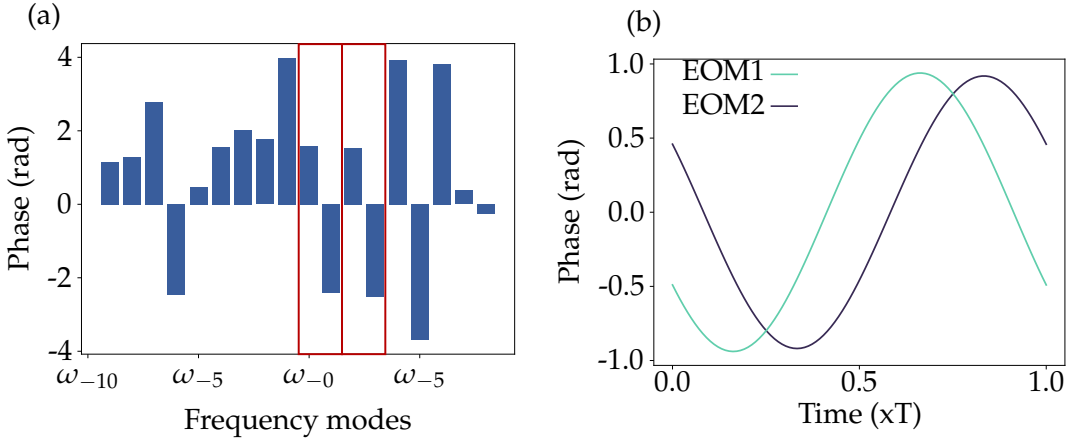 (a)
Phase (rad)
4
2
0
-2
-4
ω₋₁₀
ω₋₅
ω₋₀
ω₋₅
Frequency modes
(b)
EOM1
EOM2
Phase (rad)
1.0
0.5
0.0
-0.5
-1.0
0.0
0.5
1.0
Time (xT)